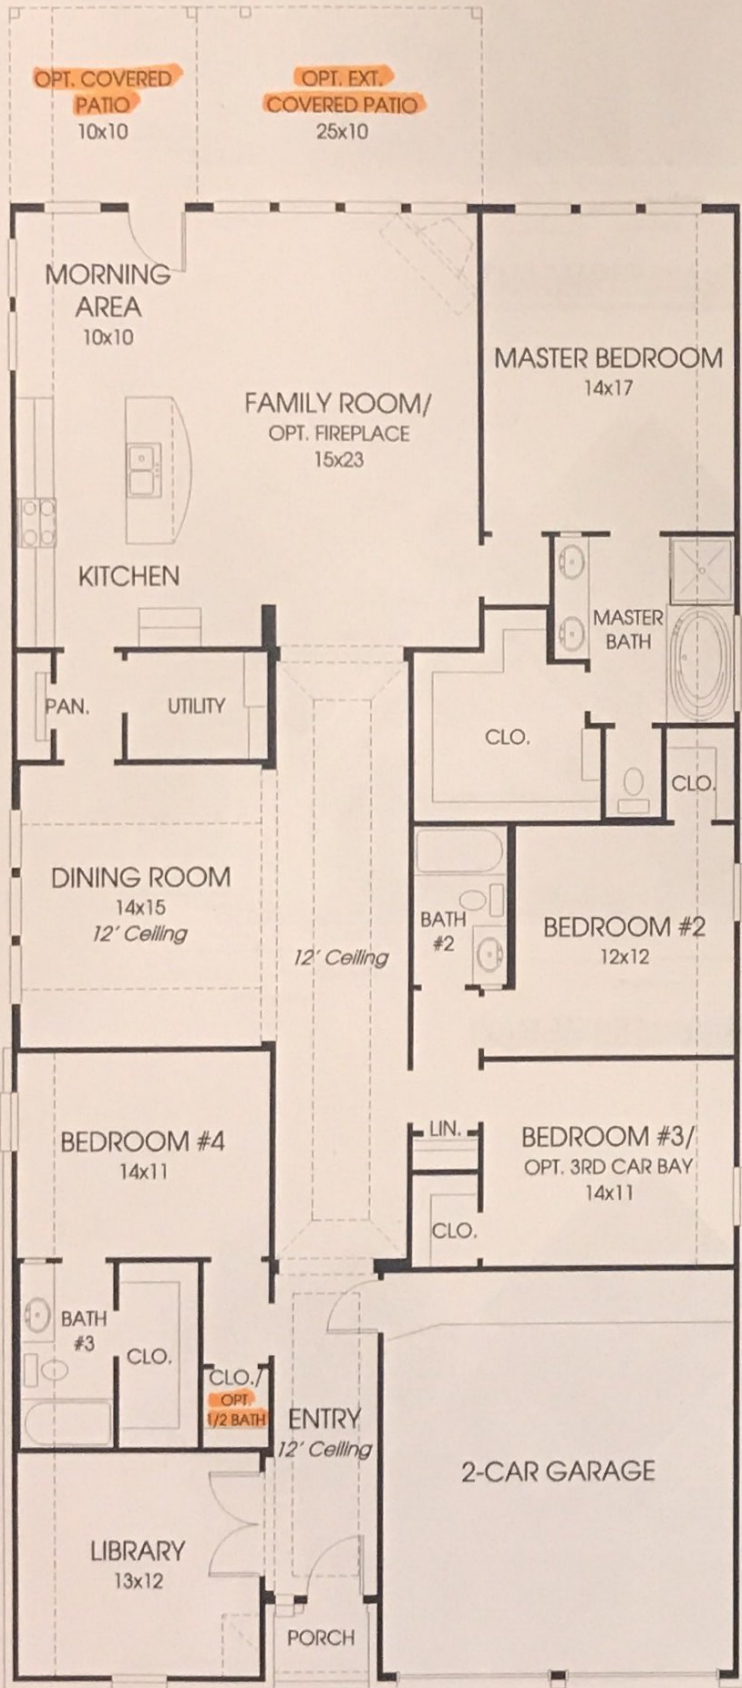 OPT. COVERED
PATIO
10x10
OPT. EXT.
COVERED PATIO
25x10
MORNING
AREA
10x10
FAMILY ROOM/
OPT. FIREPLACE
15x23
MASTER BEDROOM
14x17
KITCHEN
MASTER
BATH
PAN.
UTILITY
CLO.
CLO.
DINING ROOM
14x15
12' Ceiling
12' Ceiling
BATH
#2
BEDROOM #2
12x12
BEDROOM #4
14x11
LIN.
BEDROOM #3/
OPT. 3RD CAR BAY
14x11
CLO.
BATH
#3
CLO.
CLO./
OPT.
1/2 BATH
ENTRY
12' Ceiling
2-CAR GARAGE
LIBRARY
13x12
PORCH